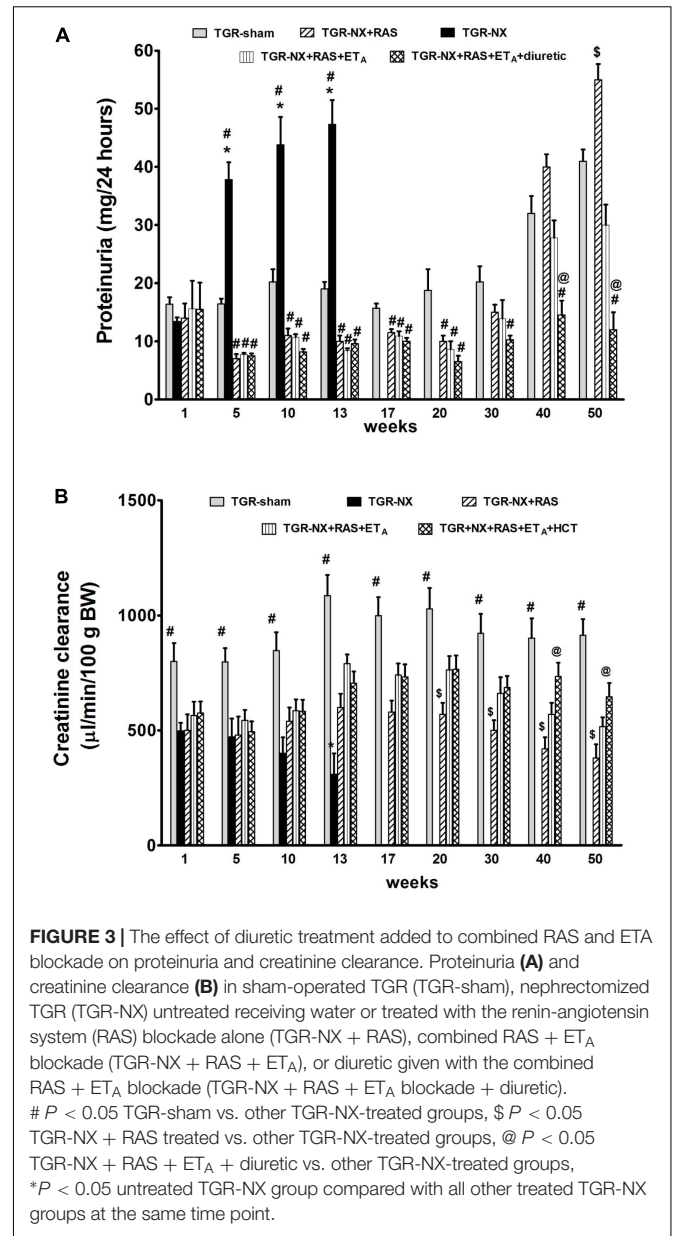 A
TGR-sham TGR-NX+RAS TGR-NX
TGR-NX+RAS+ETA TGR-NX+RAS+ETA+diuretic
Proteinuria (mg/24 hours)
60
50
40
30
20
10
0
# * # * # * $
# # # # # # # # # # # # # # # @ # @ #
1 5 10 13 17 20 30 40 50
weeks
B
TGR-sham TGR-NX TGR-NX+RAS
TGR-NX+RAS+ETA TGR+NX+RAS+ETA+HCT
Creatinine clearance
(µl/min/100 g BW)
1500
1000
500
0
# # # # # # # # #
* $ $ $ @ $ @
1 5 10 13 17 20 30 40 50
weeks
FIGURE 3 | The effect of diuretic treatment added to combined RAS and ETA
blockade on proteinuria and creatinine clearance. Proteinuria (A) and
creatinine clearance (B) in sham-operated TGR (TGR-sham), nephrectomized
TGR (TGR-NX) untreated receiving water or treated with the renin-angiotensin
system (RAS) blockade alone (TGR-NX + RAS), combined RAS + ETA
blockade (TGR-NX + RAS + ETA), or diuretic given with the combined
RAS + ETA blockade (TGR-NX + RAS + ETA blockade + diuretic).
# P < 0.05 TGR-sham vs. other TGR-NX-treated groups, $ P < 0.05
TGR-NX + RAS treated vs. other TGR-NX-treated groups, @ P < 0.05
TGR-NX + RAS + ETA + diuretic vs. other TGR-NX-treated groups,
*P < 0.05 untreated TGR-NX group compared with all other treated TGR-NX
groups at the same time point.